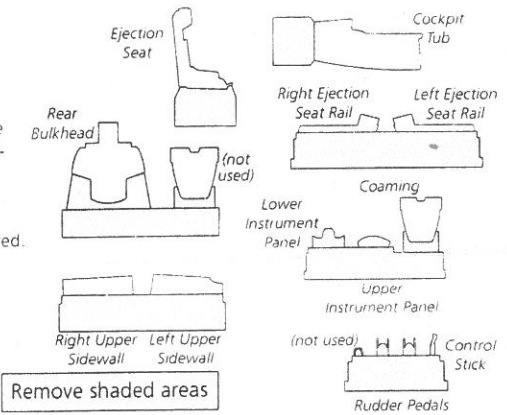 Ejection
Seat
Cockpit
Tub
Right Ejection
Seat Rail
Left Ejection
Seat Rail
Rear
Bulkhead
(not
used)
Coaming
Lower
Instrument
Panel
Upper
Instrument Panel
ed.
Right Upper
Sidewall
Left Upper
Sidewall
(not used)
Control
Stick
Rudder Pedals
Remove shaded areas